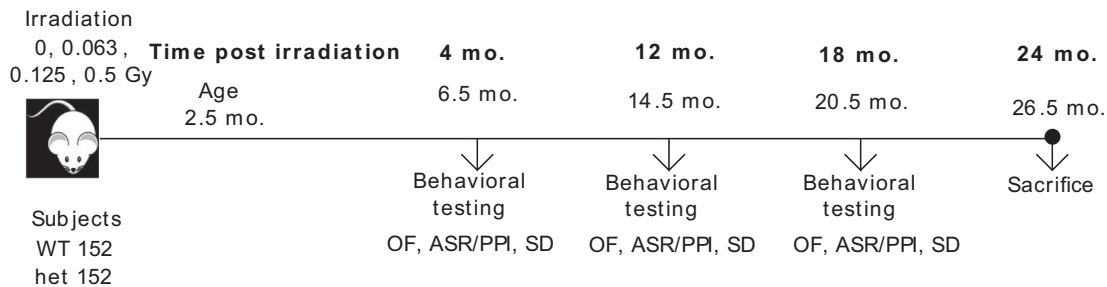 Irradiation
0, 0.063,
0.125, 0.5 Gy
Time post irradiation 4 mo. 12 mo. 18 mo. 24 mo.
Age 6.5 mo. 14.5 mo. 20.5 mo. 26.5 mo.
2.5 mo.
Behavioral Behavioral Behavioral Sacrifice
testing testing testing
OF, ASR/PPI, SD OF, ASR/PPI, SD OF, ASR/PPI, SD
Subjects
WT 152
het 152